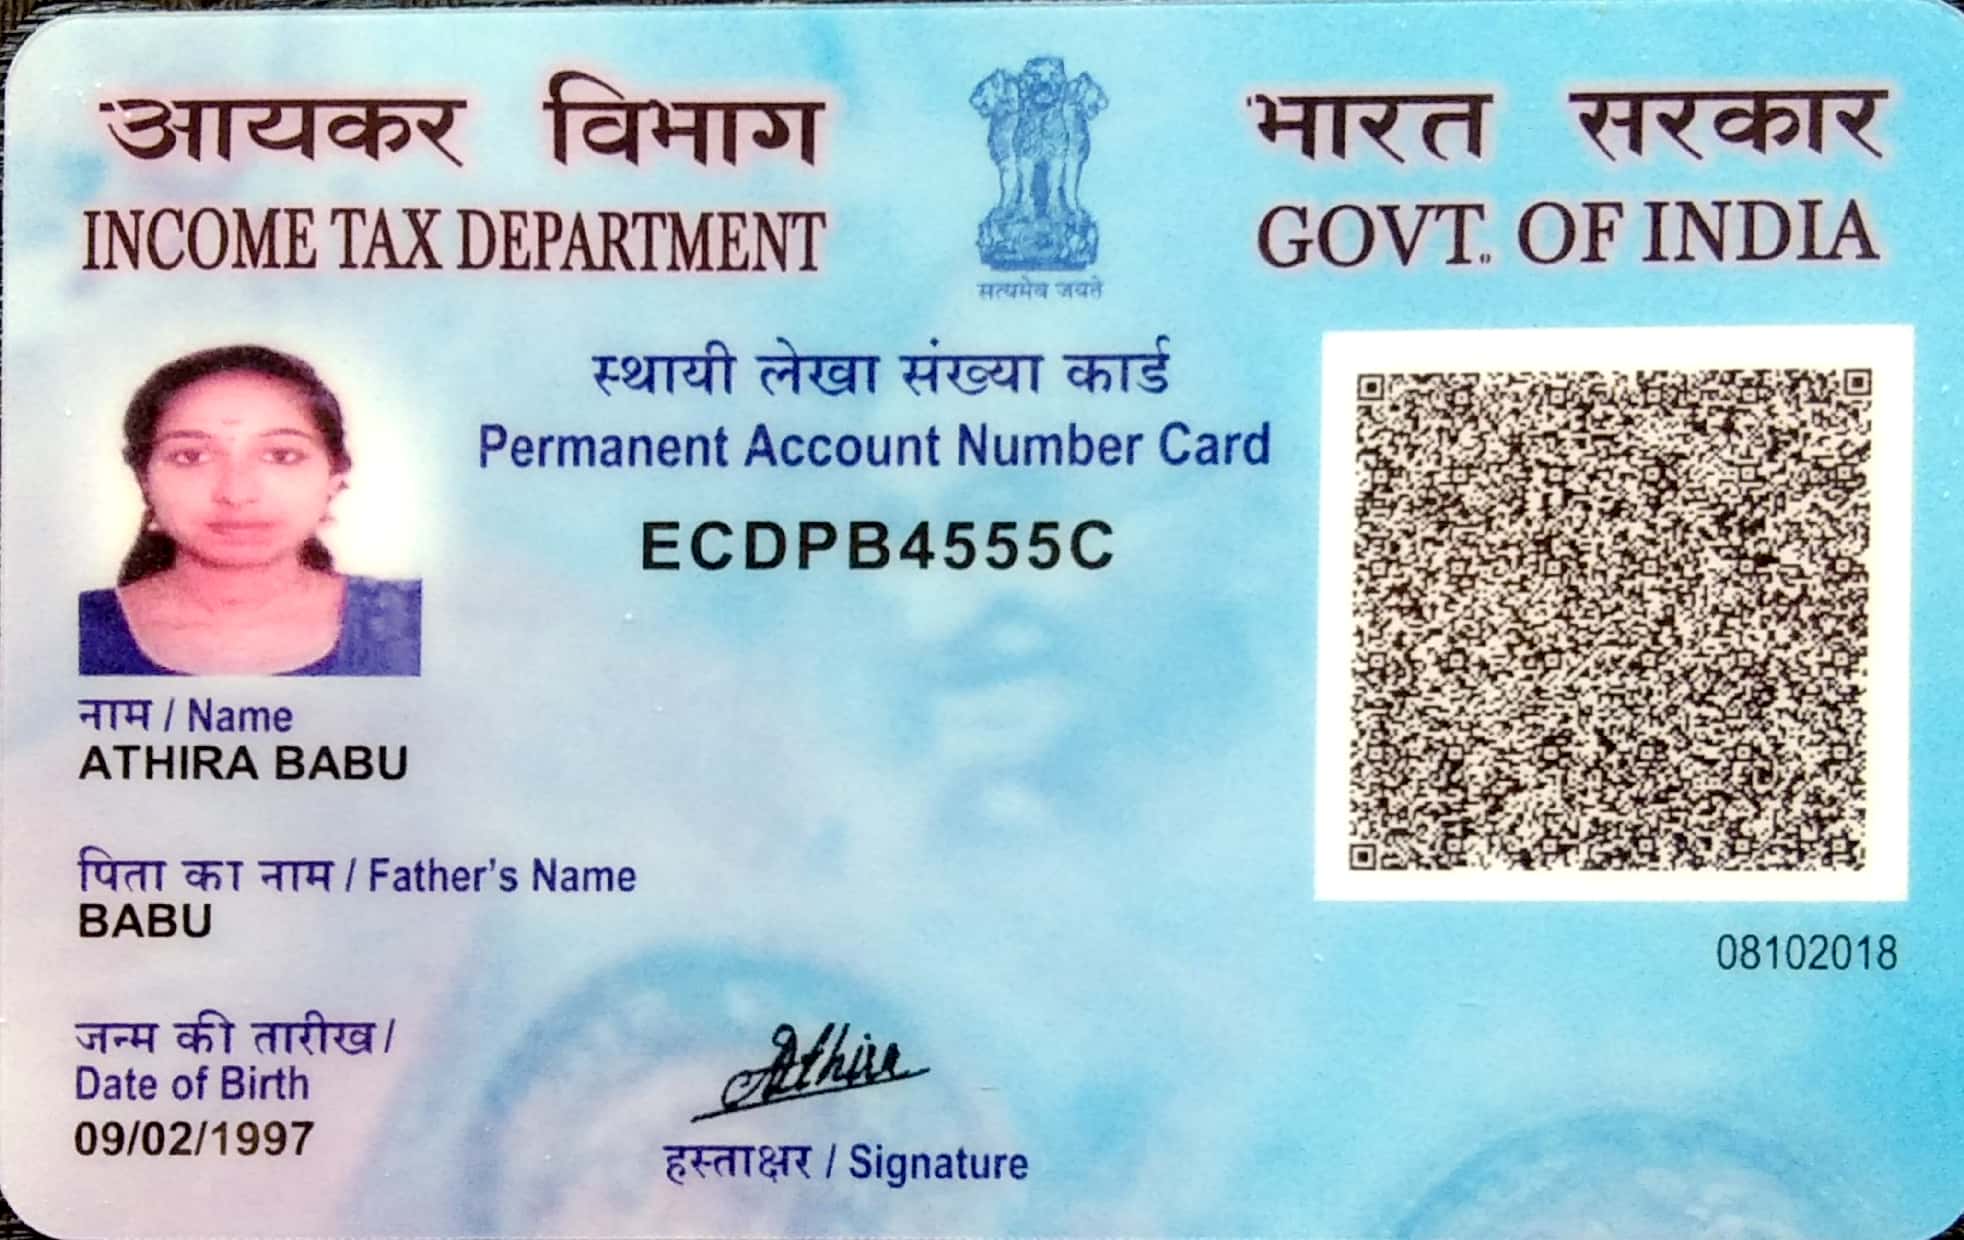 आयकर विभाग
INCOME TAX DEPARTMENT
सत्यमेव जयते
भारत सरकार
GOVT. OF INDIA
स्थायी लेखा संख्या कार्ड
Permanent Account Number Card
ECDPB4555C
नाम / Name
ATHIRA BABU
पिता का नाम / Father's Name
BABU
08102018
जन्म की तारीख /
Date of Birth
09/02/1997
Athira
हस्ताक्षर / Signature